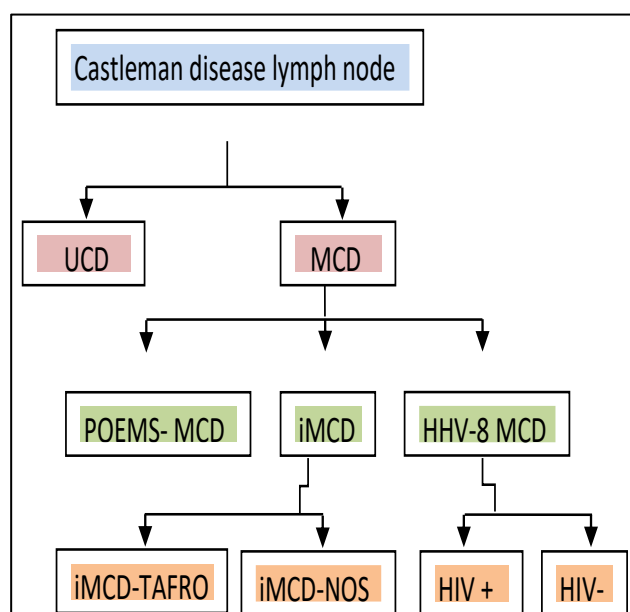 Castleman disease lymph node
UCD
MCD
POEMS- MCD
iMCD
HHV-8 MCD
iMCD-TAFRO
iMCD-NOS
HIV +
HIV-